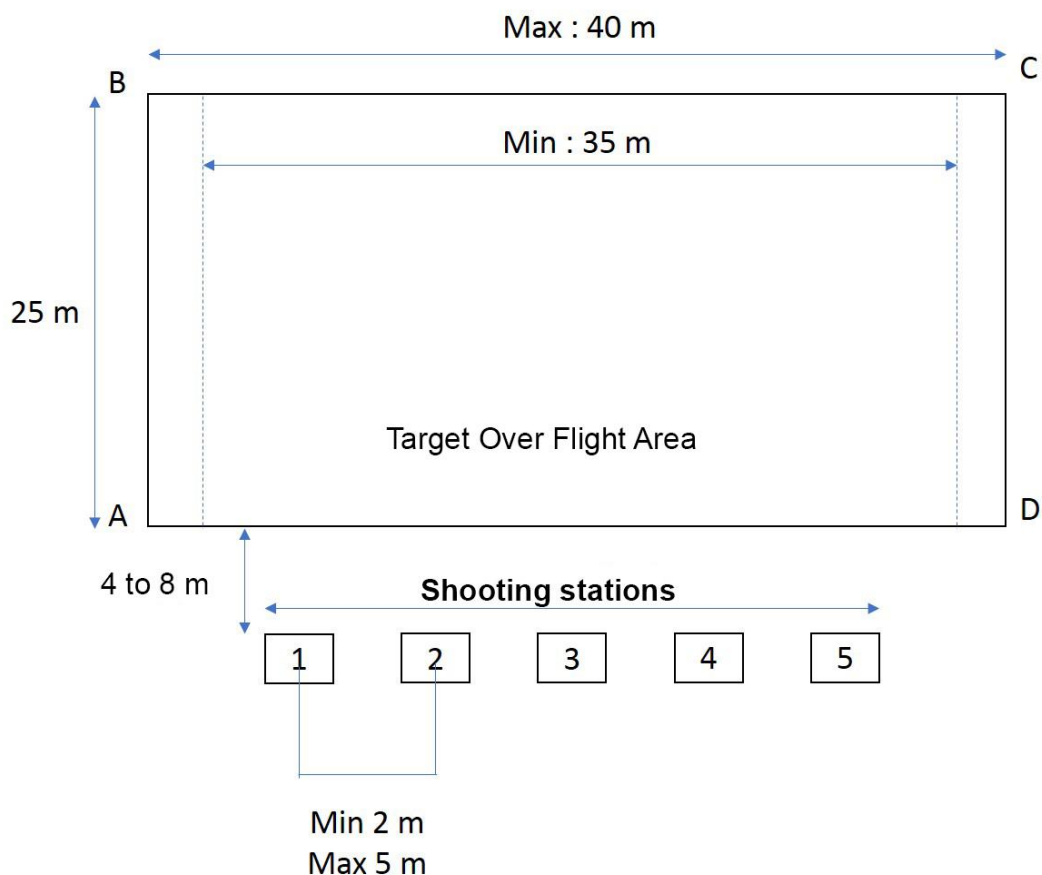 Max : 40 m
B
C
Min : 35 m
25 m
Target Over Flight Area
A
D
4 to 8 m
Shooting stations
1 2 3 4 5
Min 2 m
Max 5 m